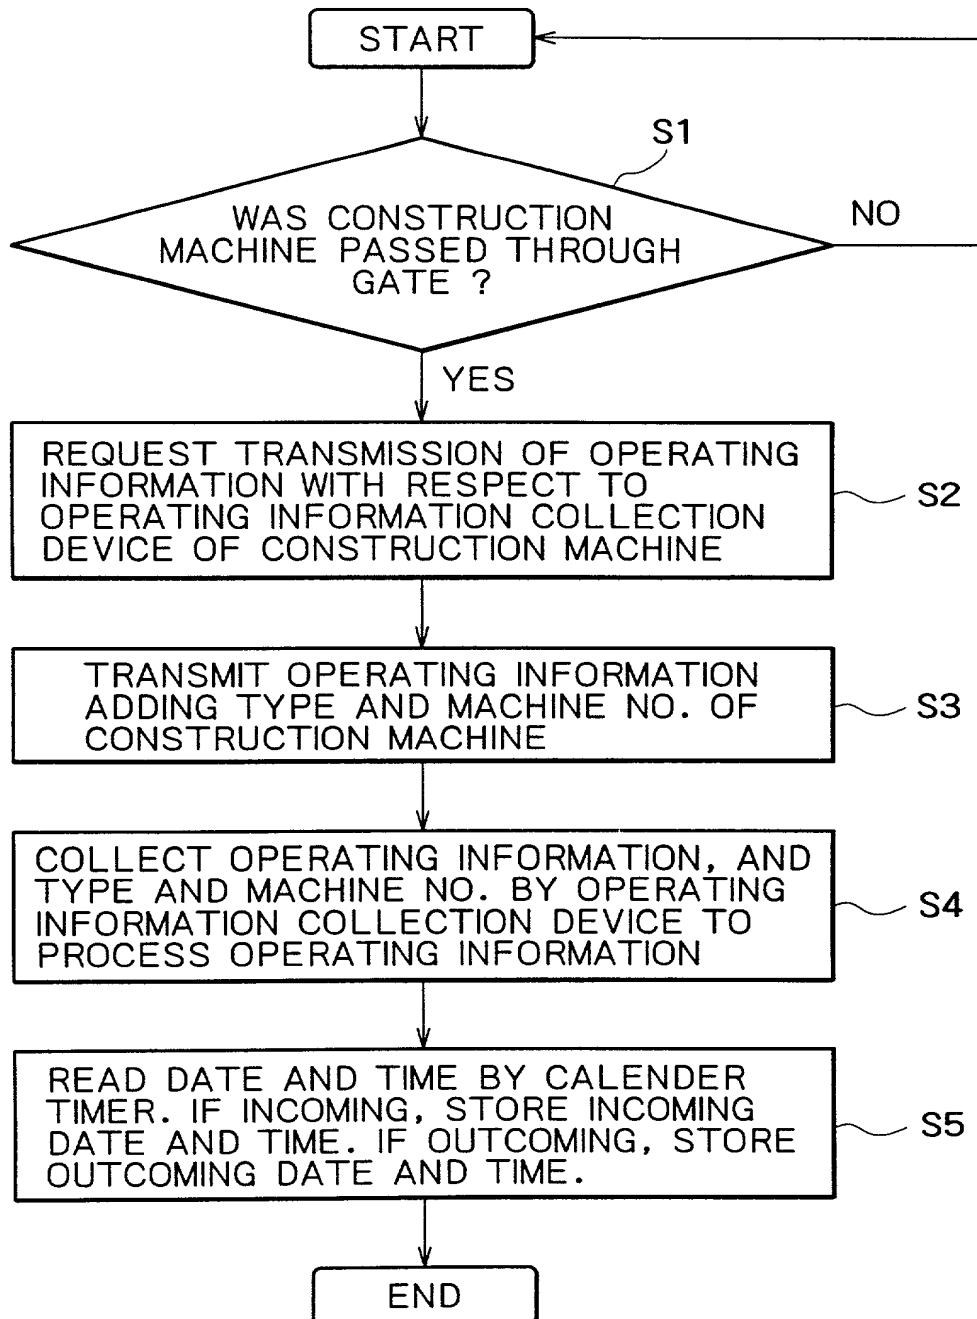 START
S1
WAS CONSTRUCTION
MACHINE PASSED THROUGH
GATE ?
NO
YES
REQUEST TRANSMISSION OF OPERATING
INFORMATION WITH RESPECT TO
OPERATING INFORMATION COLLECTION
DEVICE OF CONSTRUCTION MACHINE
S2
TRANSMIT OPERATING INFORMATION
ADDING TYPE AND MACHINE NO. OF
CONSTRUCTION MACHINE
S3
COLLECT OPERATING INFORMATION, AND
TYPE AND MACHINE NO. BY OPERATING
INFORMATION COLLECTION DEVICE TO
PROCESS OPERATING INFORMATION
S4
READ DATE AND TIME BY CALENDER
TIMER. IF INCOMING, STORE INCOMING
DATE AND TIME. IF OUTCOMING, STORE
OUTCOMING DATE AND TIME.
S5
END